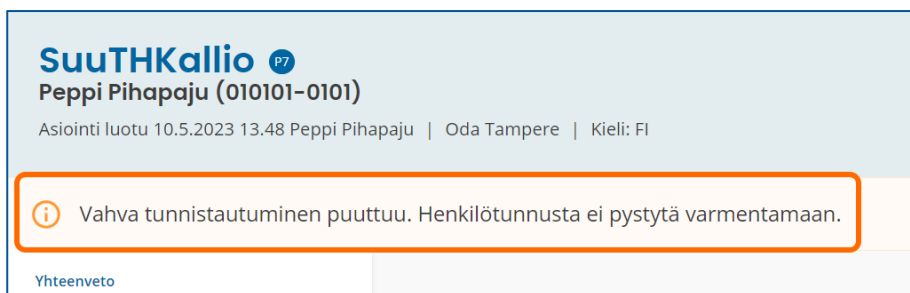 SuuTHKallio P7
Peppi Pihapaju (010101-0101)
Asiointi luotu 10.5.2023 13.48 Peppi Pihapaju | Oda Tampere | Kieli: FI
Vahva tunnistautuminen puuttuu. Henkilötunnusta ei pystytä varmentamaan.
Yhteenveto